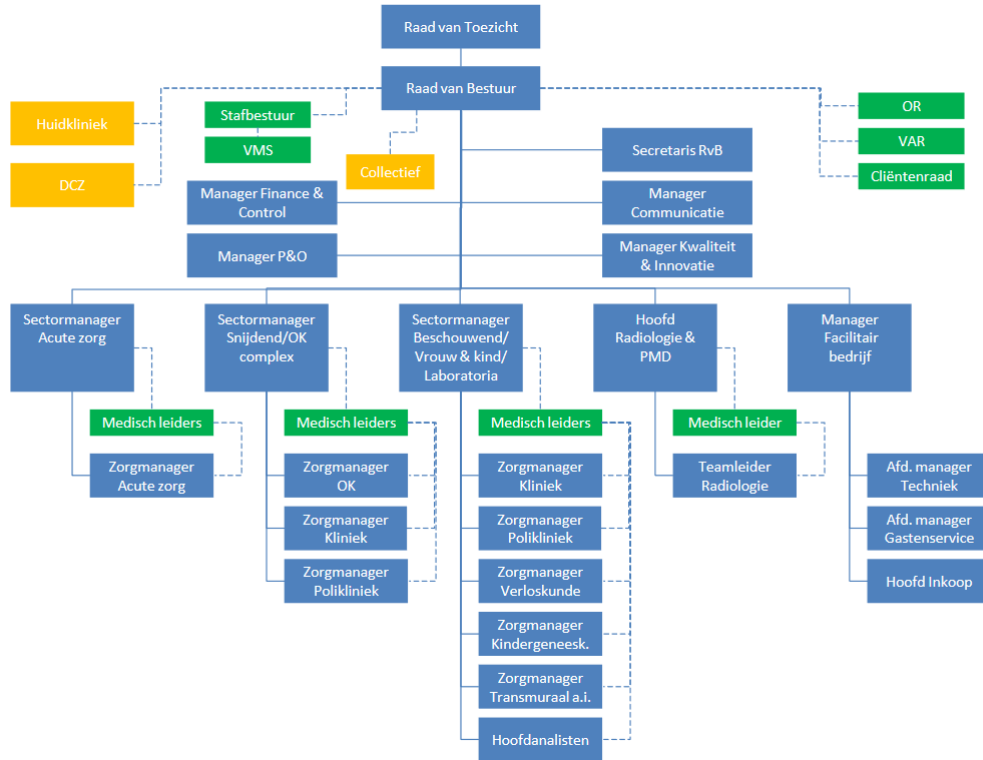 Raad van Toezicht
Raad van Bestuur
Huidkliniek
Stafbestuur
OR
VMS
VAR
DCZ
Collectief
Secretaris RvB
Cliëntenraad
Manager Finance &
Control
Manager
Communicatie
Manager P&O
Manager Kwaliteit
& Innovatie
Sectormanager
Acute zorg
Sectormanager
Snijdend/OK
complex
Sectormanager
Beschouwend/
Vrouw & kind/
Laboratoria
Hoofd
Radiologie &
PMD
Manager
Facilitair
bedrijf
Medisch leiders
Medisch leiders
Medisch leiders
Medisch leider
Zorgmanager
Acute zorg
Zorgmanager
OK
Zorgmanager
Kliniek
Teamleider
Radiologie
Afd. manager
Techniek
Zorgmanager
Kliniek
Zorgmanager
Polikliniek
Afd. manager
Gastenservice
Zorgmanager
Polikliniek
Zorgmanager
Verloskunde
Hoofd Inkoop
Zorgmanager
Kindergeneesk.
Zorgmanager
Transmuraal a.i.
Hoofdanalisten